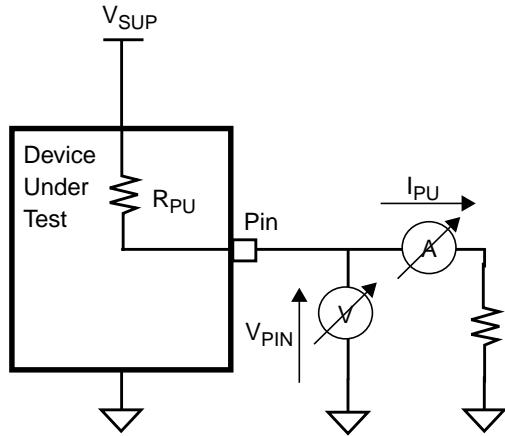 VSUP
Device
Under
Test
RPU
Pin
IPU
A
VPIN
V